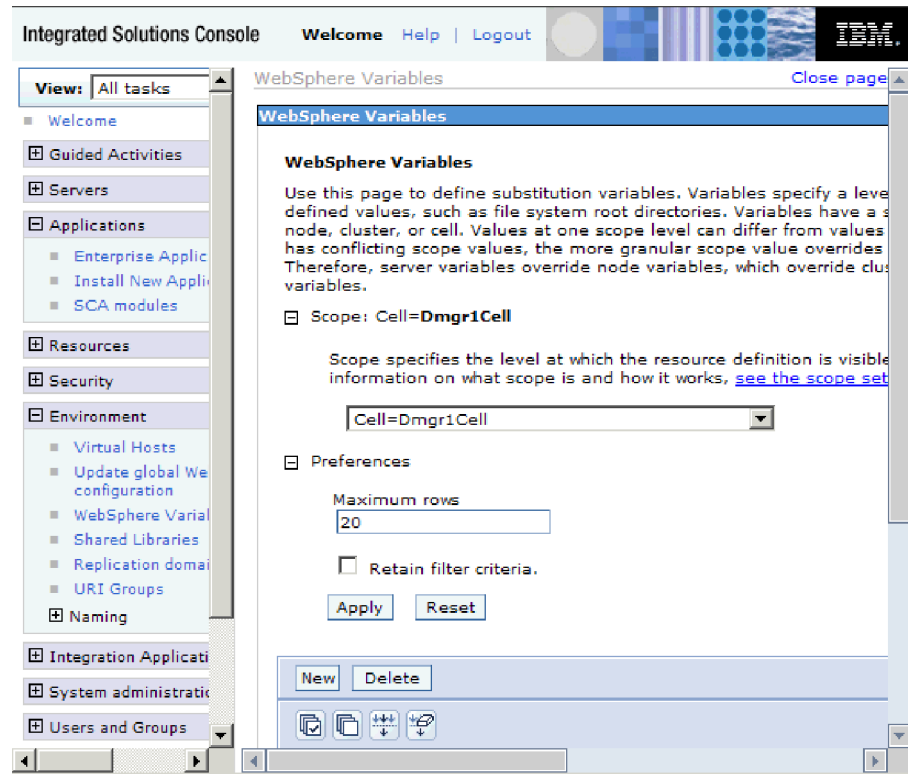 Integrated Solutions Console Welcome Help | Logout IBM.
View: All tasks
Welcome
Guided Activities
Servers
Applications
Enterprise Applic
Install New Appli
SCA modules
Resources
Security
Environment
Virtual Hosts
Update global We
configuration
WebSphere Varial
Shared Libraries
Replication domai
URI Groups
Naming
Integration Applicati
System administratic
Users and Groups
WebSphere Variables Close page
WebSphere Variables
WebSphere Variables
Use this page to define substitution variables. Variables specify a leve
defined values, such as file system root directories. Variables have a s
node, cluster, or cell. Values at one scope level can differ from values
has conflicting scope values, the more granular scope value overrides
Therefore, server variables override node variables, which override clu
variables.
Scope: Cell=Dmgr1Cell
Scope specifies the level at which the resource definition is visible
information on what scope is and how it works, see the scope set
Cell=Dmgr1Cell
Preferences
Maximum rows
20
Retain filter criteria.
Apply Reset
New Delete